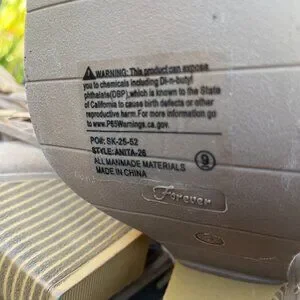 WARNING: This product can expose
you to chemicals including Di-n-butyl
phthalate(DBP),which is known to the State
of California to cause birth defects or other
reproductive harm.For more information go
to www.P65Warnings.ca.gov.
PO#: SK-25-52
STYLE: ANITA-26
ALL MANMADE MATERIALS
MADE IN CHINA
9
Forever